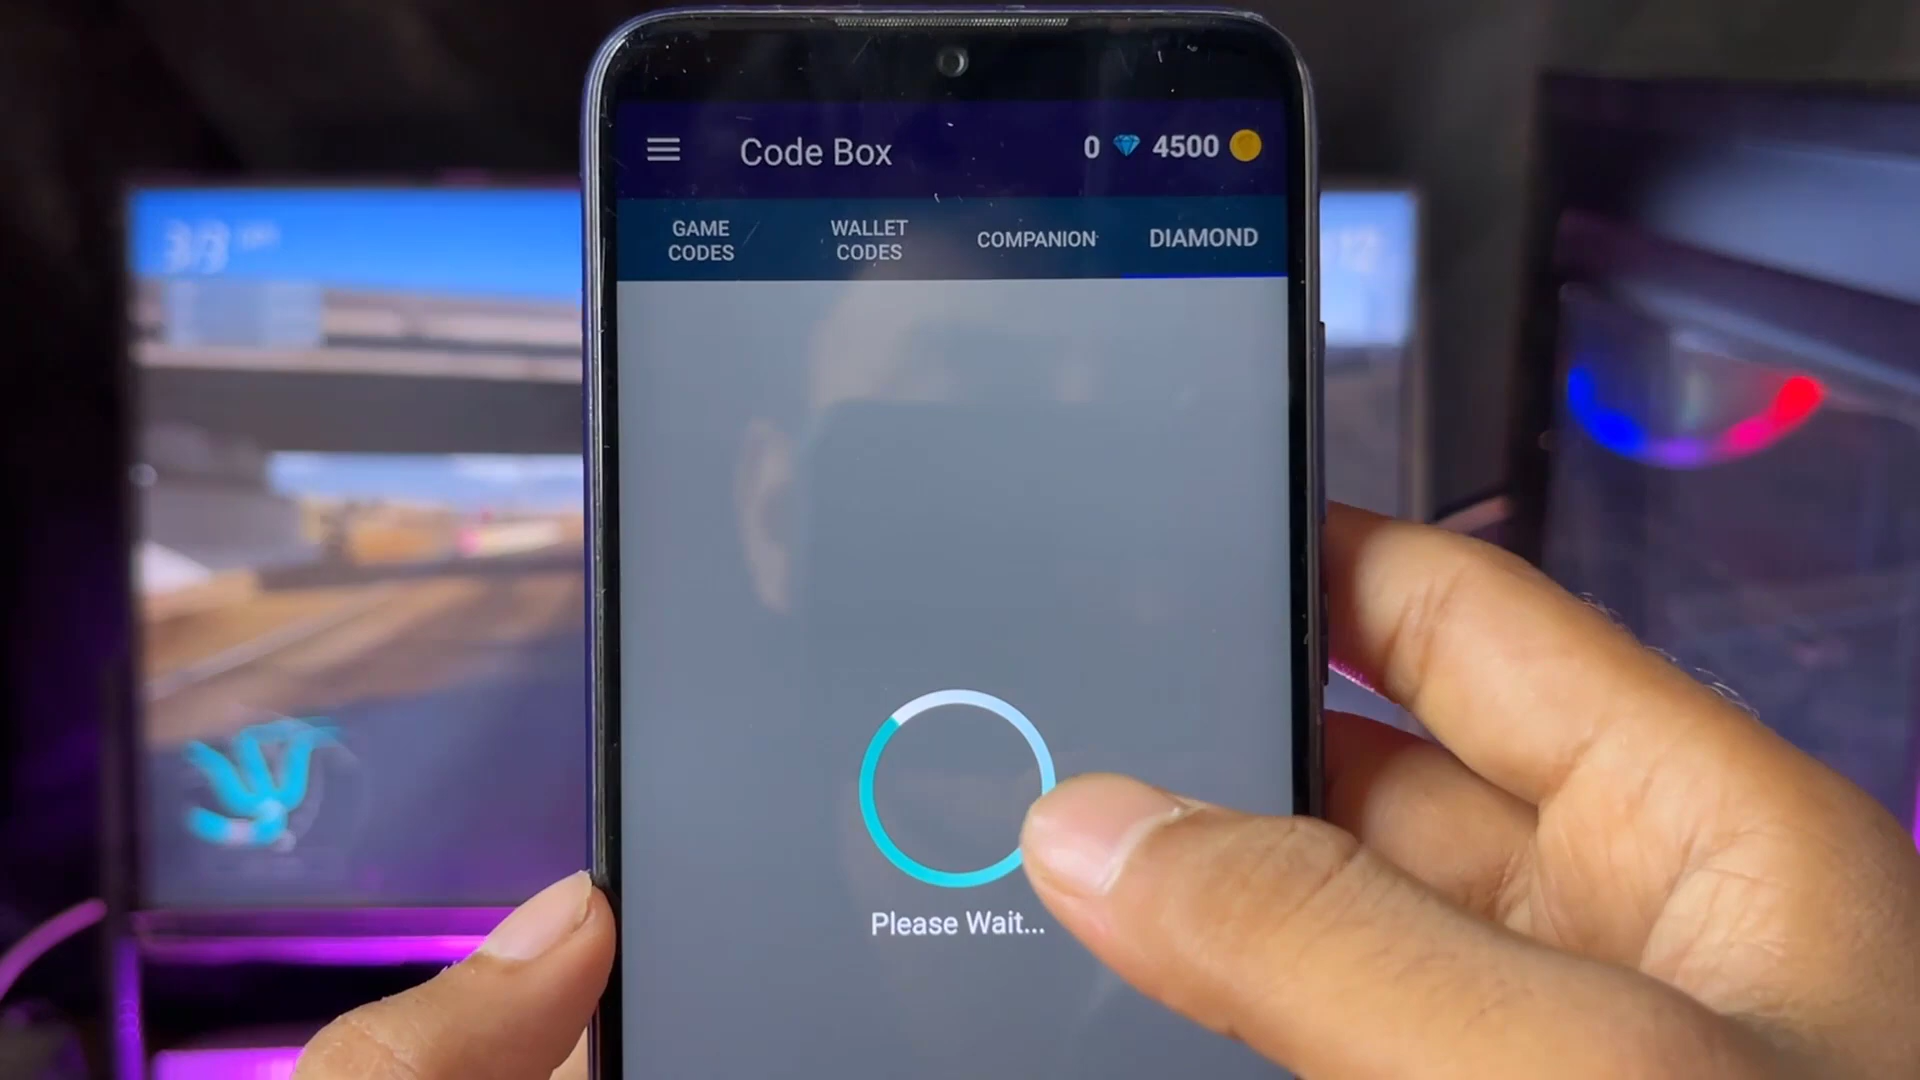 Code Box
0 4500
GAME CODES
WALLET CODES
COMPANION
DIAMOND
Please Wait...